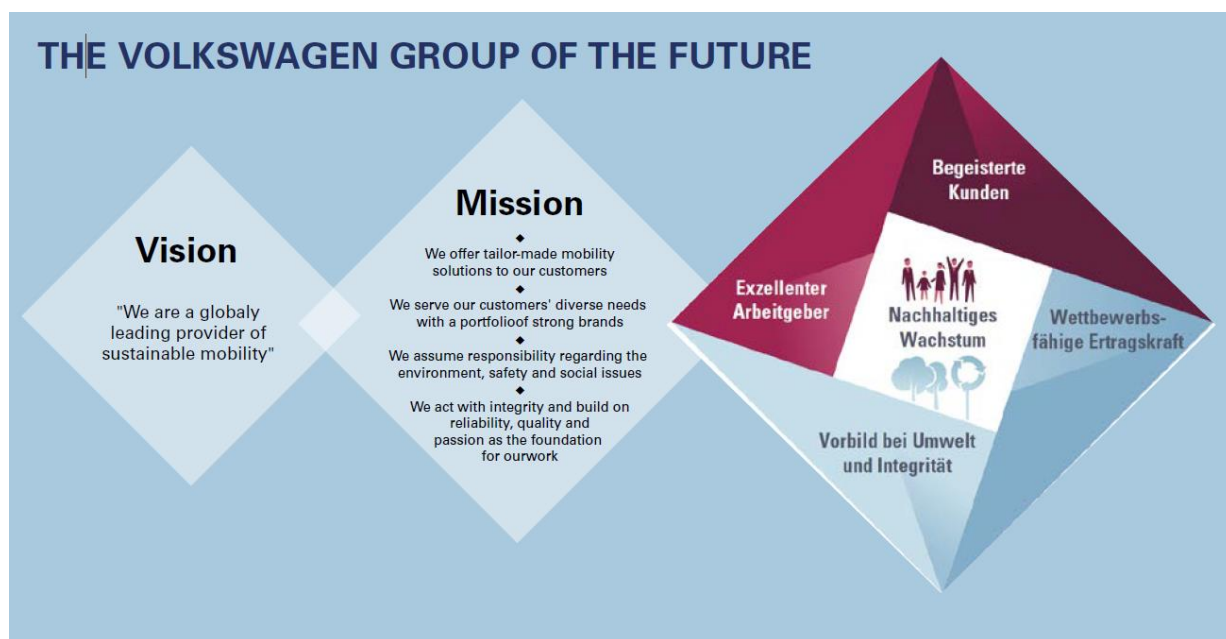 THE VOLKSWAGEN GROUP OF THE FUTURE
Vision
"We are a globaly
leading provider of
sustainable mobility"
Mission
◆
We offer tailor-made mobility
solutions to our customers
◆
We serve our customers' diverse needs
with a portfolioof strong brands
◆
We assume responsibility regarding the
environment, safety and social issues
◆
We act with integrity and build on
reliability, quality and
passion as the foundation
for ourwork
Begeisterte
Kunden
Exzellenter
Arbeitgeber
Nachhaltiges
Wachstum
Wettbewerbs-
fähige Ertragskraft
Vorbild bei Umwelt
und Integrität